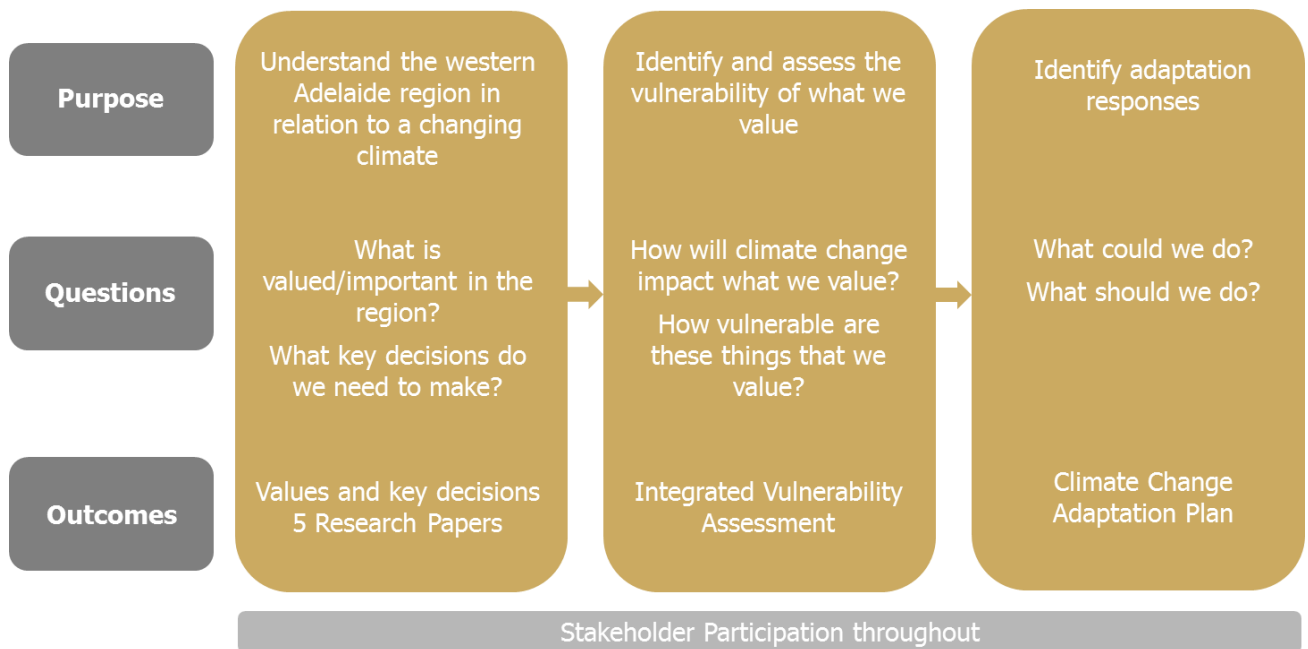 Purpose
Understand the western
Adelaide region in
relation to a changing
climate
Identify and assess the
vulnerability of what we
value
Identify adaptation
responses
Questions
What is
valued/important in the
region?
What key decisions do
we need to make?
How will climate change
impact what we value?
How vulnerable are
these things that we
value?
What could we do?
What should we do?
Outcomes
Values and key decisions
5 Research Papers
Integrated Vulnerability
Assessment
Climate Change
Adaptation Plan
Stakeholder Participation throughout